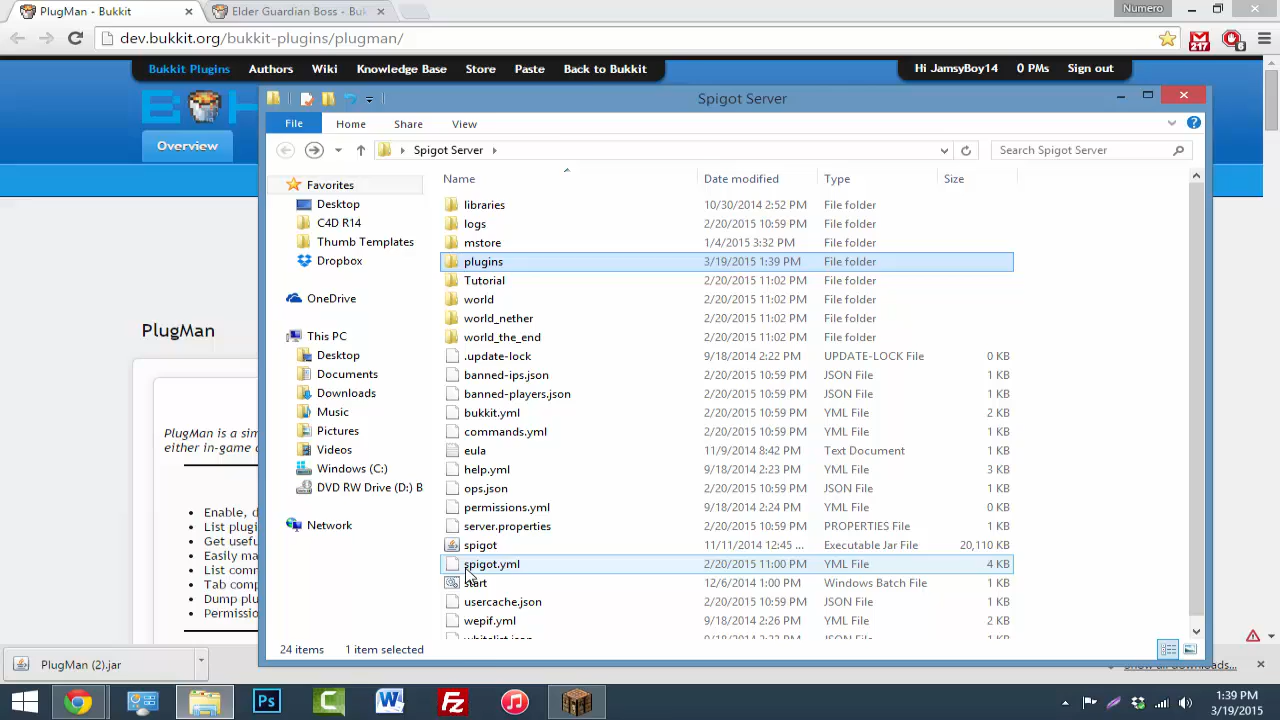 PlugMan - Bukkit
Elder Guardian Boss - Buk
Numero
dev.bukkit.org/bukkit-plugins/plugman/
217
6
Bukkit Plugins Authors Wiki Knowledge Base Store Paste Back to Bukkit
Hi JamsyBoy14 0 PMs Sign out
Overview
PlugMan
PlugMan is a sim
either in-game o
Enable, d
List plugi
Get usefu
Easily ma
List comm
Tab comp
Dump plu
Permissio
Spigot Server
File Home Share View
Spigot Server
Search Spigot Server
Favorites
Desktop
C4D R14
Thumb Templates
Dropbox
OneDrive
This PC
Desktop
Documents
Downloads
Music
Pictures
Videos
Windows (C:)
DVD RW Drive (D:) B
Network
Name Date modified Type Size
libraries 10/30/2014 2:52 PM File folder
logs 2/20/2015 10:59 PM File folder
mstore 1/4/2015 3:32 PM File folder
plugins 3/19/2015 1:39 PM File folder
Tutorial 2/20/2015 11:02 PM File folder
world 2/20/2015 11:02 PM File folder
world_nether 2/20/2015 11:02 PM File folder
world_the_end 2/20/2015 11:02 PM File folder
.update-lock 9/18/2014 2:22 PM UPDATE-LOCK File 0 KB
banned-ips.json 2/20/2015 10:59 PM JSON File 1 KB
banned-players.json 2/20/2015 10:59 PM JSON File 1 KB
bukkit.yml 2/20/2015 10:59 PM YML File 2 KB
commands.yml 2/20/2015 10:59 PM YML File 1 KB
eula 11/9/2014 8:42 PM Text Document 1 KB
help.yml 9/18/2014 2:23 PM YML File 3 KB
ops.json 2/20/2015 10:59 PM JSON File 1 KB
permissions.yml 9/18/2014 2:24 PM YML File 1 KB
server.properties 2/20/2015 10:59 PM PROPERTIES File 1 KB
spigot 11/11/2014 12:45 ... Executable Jar File 20,110 KB
spigot.yml 2/20/2015 11:00 PM YML File 4 KB
start 12/6/2014 1:00 PM Windows Batch File 1 KB
usercache.json 2/20/2015 10:59 PM JSON File 1 KB
wepif.yml 9/18/2014 2:26 PM YML File 2 KB
24 items 1 item selected
PlugMan (2).jar
Show all downloads...
Ps
1:39 PM
3/19/2015